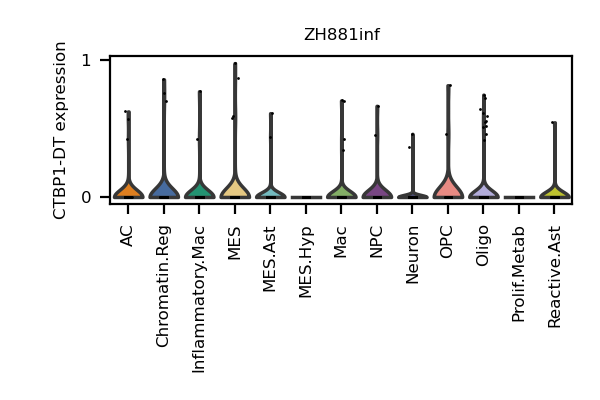 ZH881inf
CTBP1-DT expression
1
0
AC
Chromatin.Reg
Inflammatory.Mac
MES
MES.Ast
MES.Hyp
Mac
NPC
Neuron
OPC
Oligo
Prolif.Metab
Reactive.Ast